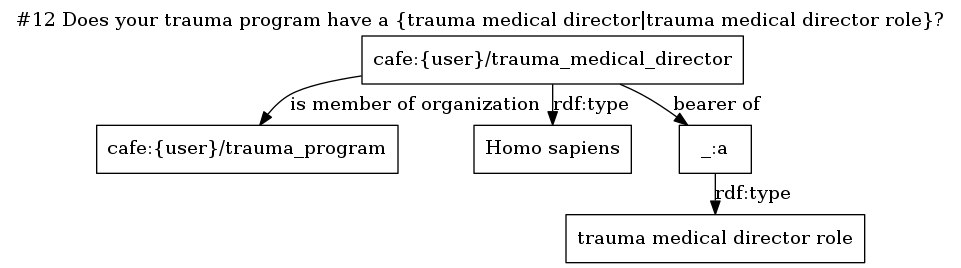 #12 Does your trauma program have a {trauma medical director|trauma medical director role}?
cafe:{user}/trauma_medical_director
is member of organization
rdf:type
bearer of
cafe:{user}/trauma_program
Homo sapiens
_:a
rdf:type
trauma medical director role